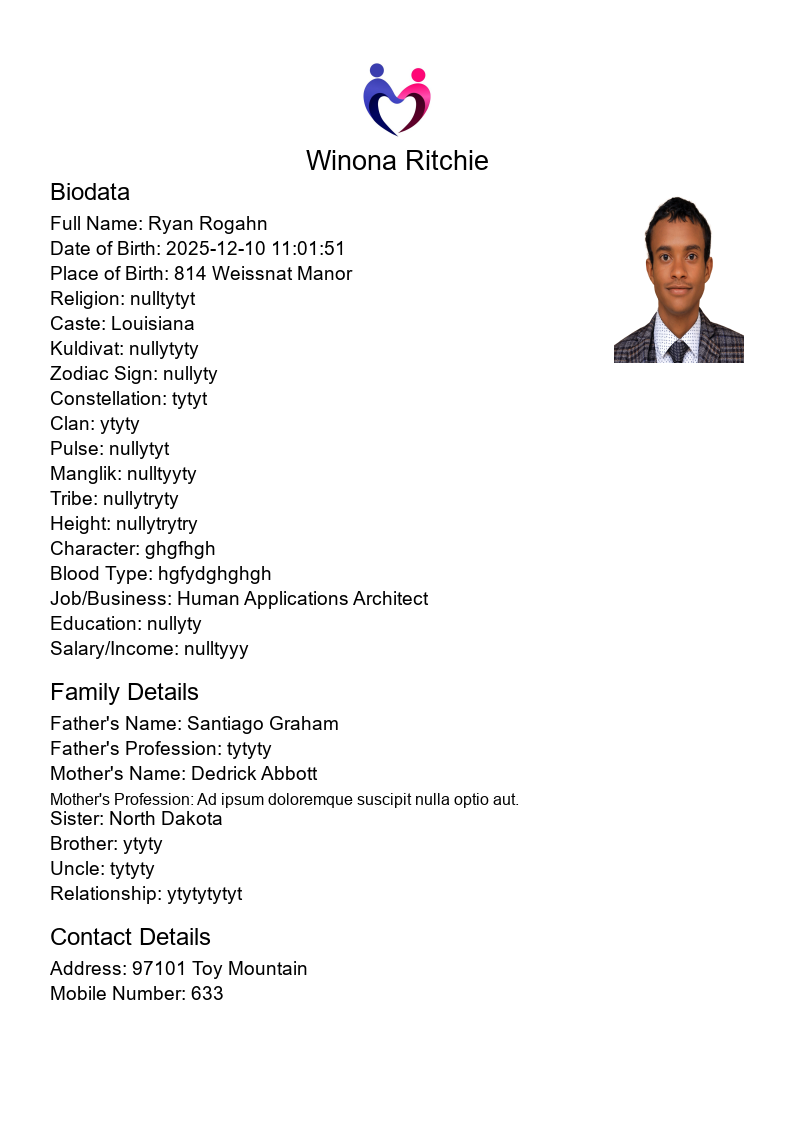 Winona Ritchie
Biodata
Full Name: Ryan Rogahn
Date of Birth: 2025-12-10 11:01:51
Place of Birth: 814 Weissnat Manor
Religion: nulltytyt
Caste: Louisiana
Kuldivat: nullytyty
Zodiac Sign: nullyty
Constellation: tytyt
Clan: ytyty
Pulse: nullytyt
Manglik: nulltyyty
Tribe: nullytryty
Height: nullytrytry
Character: ghgfhgh
Blood Type: hgfydghghgh
Job/Business: Human Applications Architect
Education: nullyty
Salary/Income: nulltyyy
Family Details
Father's Name: Santiago Graham
Father's Profession: tytyty
Mother's Name: Dedrick Abbott
Mother's Profession: Ad ipsum doloremque suscipit nulla optio aut.
Sister: North Dakota
Brother: ytyty
Uncle: tytyty
Relationship: ytytytytyt
Contact Details
Address: 97101 Toy Mountain
Mobile Number: 633